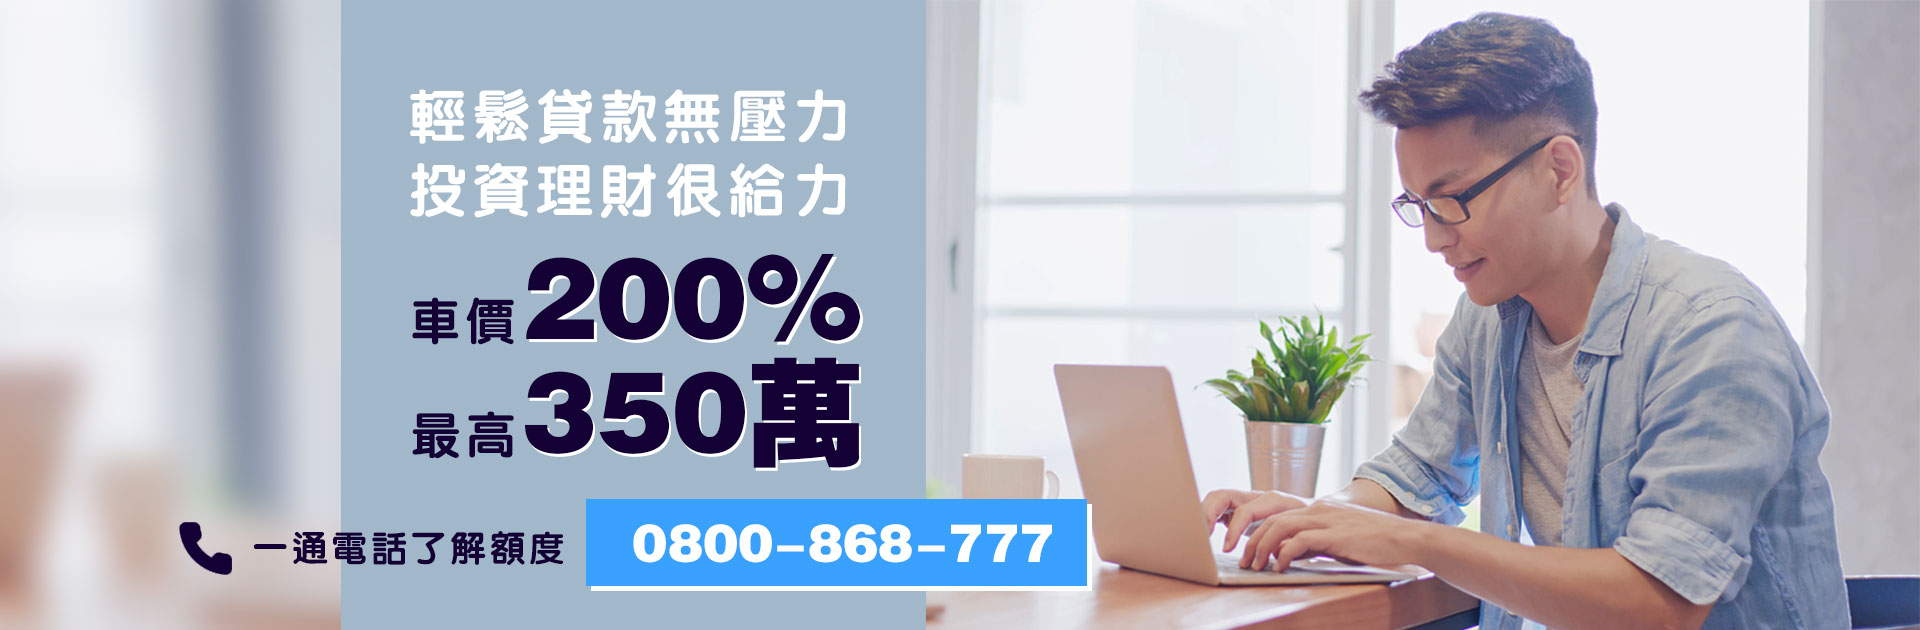 輕鬆貸款無壓力
投資理財很給力
車價200%
最高350萬
一通電話了解額度 0800-868-777